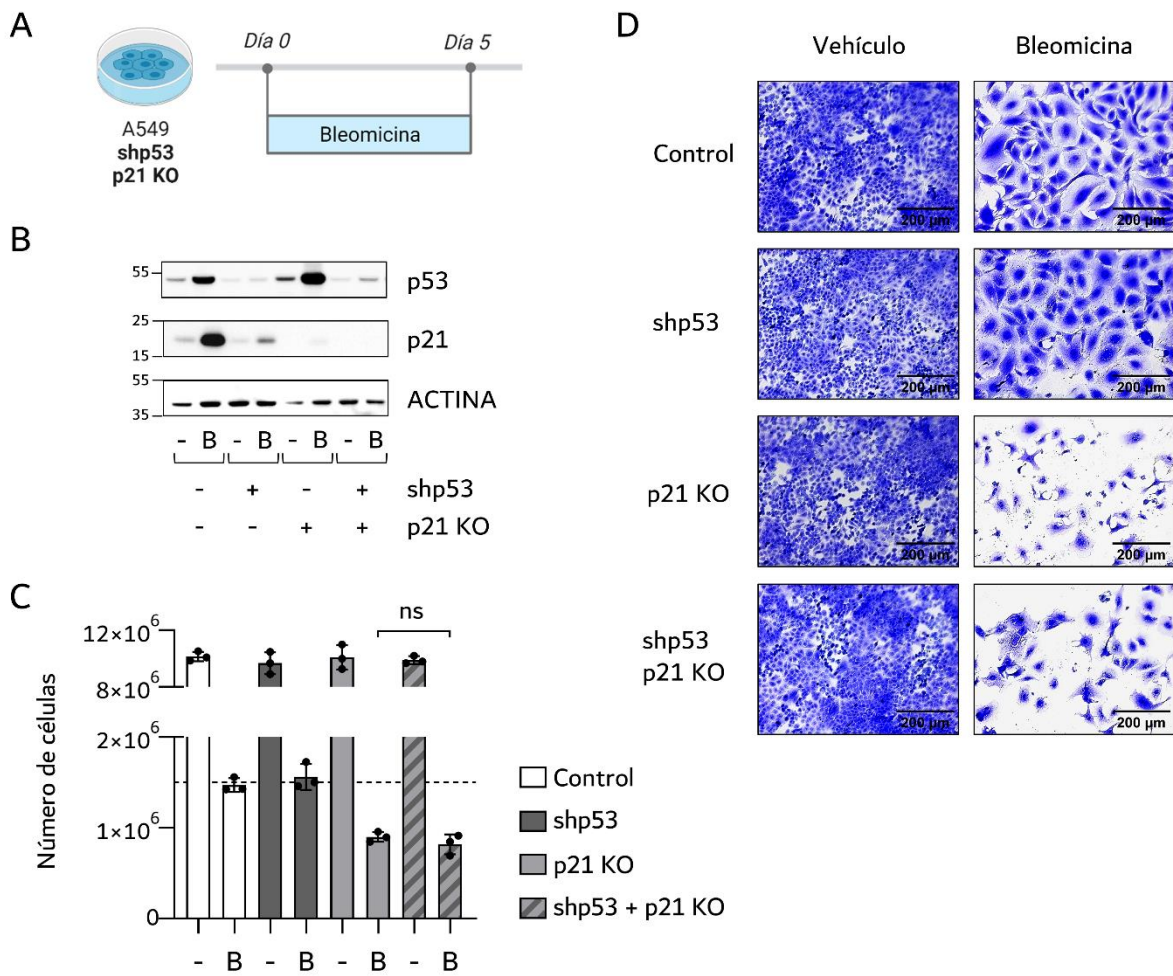 A
Día 0
Día 5
Bleomicina
A549
shp53
p21 KO
B
55
p53
25
15
p21
55
35
ACTINA
- B - B - B - B
- + - + shp53
- - + + p21 KO
C
ns
Número de células
12×10⁶
8×10⁶
2×10⁶
1×10⁶
0
- B - B - B - B
Control
shp53
p21 KO
shp53 + p21 KO
D
Vehículo Bleomicina
Control
200 µm 200 µm
shp53
200 µm 200 µm
p21 KO
200 µm 200 µm
shp53
p21 KO
200 µm 200 µm